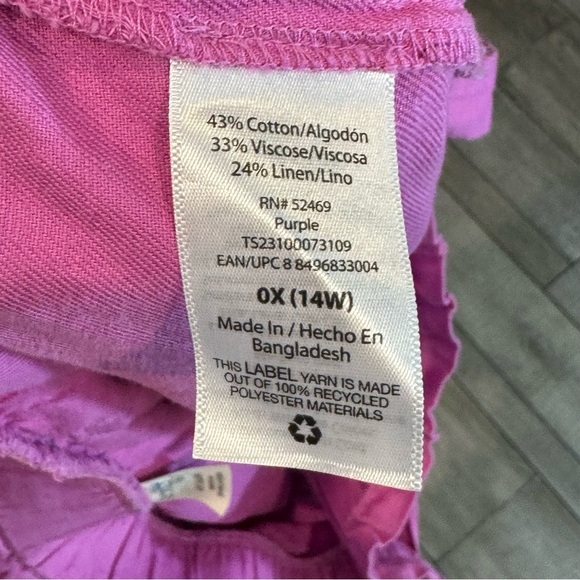 43% Cotton/Algodón
33% Viscose/Viscosa
24% Linen/Lino
RN# 52469
Purple
TS23100073109
EAN/UPC 8 8496833004
0X (14W)
Made In / Hecho En
Bangladesh
THIS LABEL YARN IS MADE
OUT OF 100% RECYCLED
POLYESTER MATERIALS